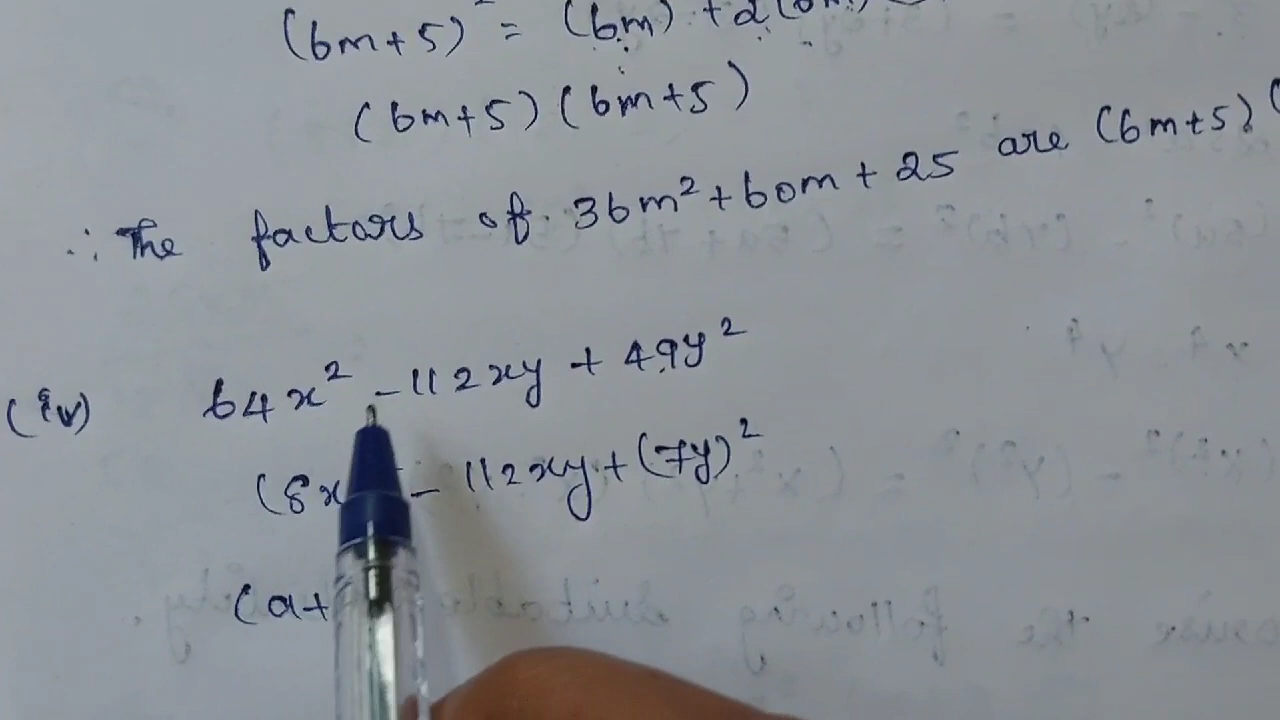 (6m+5)² = (6m) + 2(6m)
(6m+5)(6m+5)
∴ The factors of 36m²+60m+25 are (6m+5)(
(iv) 64x² - 112xy + 49y²
(8x - 112xy + (7y)²
(a+